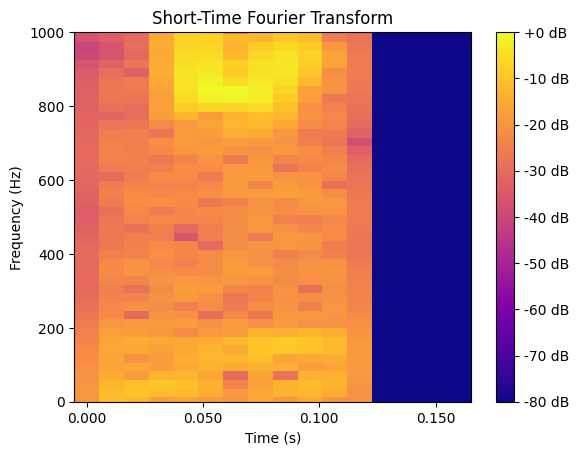 Short-Time Fourier Transform
1000
800
600
400
200
0
Frequency (Hz)
0.000
0.050
0.100
0.150
Time (s)
+0 dB
-10 dB
-20 dB
-30 dB
-40 dB
-50 dB
-60 dB
-70 dB
-80 dB